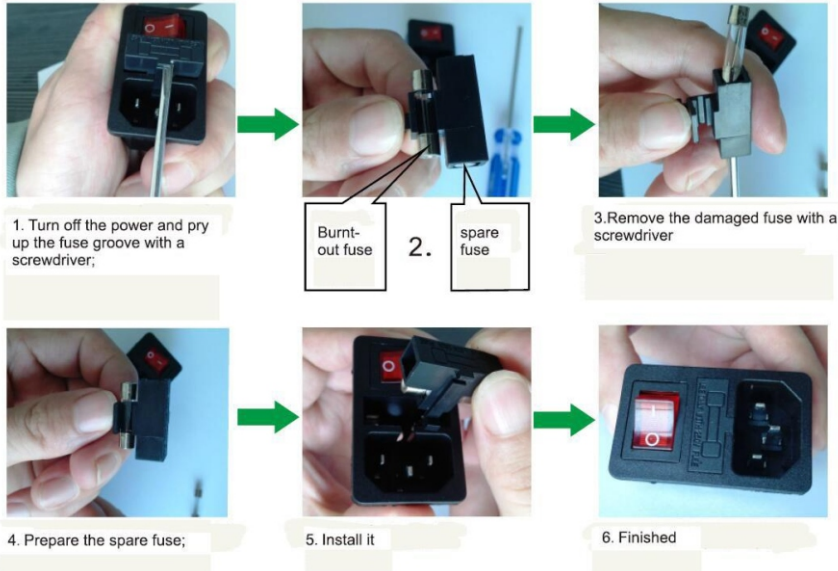 1. Turn off the power and pry
up the fuse groove with a
screwdriver;
Burnt-
out fuse
2.
spare
fuse
3.Remove the damaged fuse with a
screwdriver
4. Prepare the spare fuse;
5. Install it
6. Finished